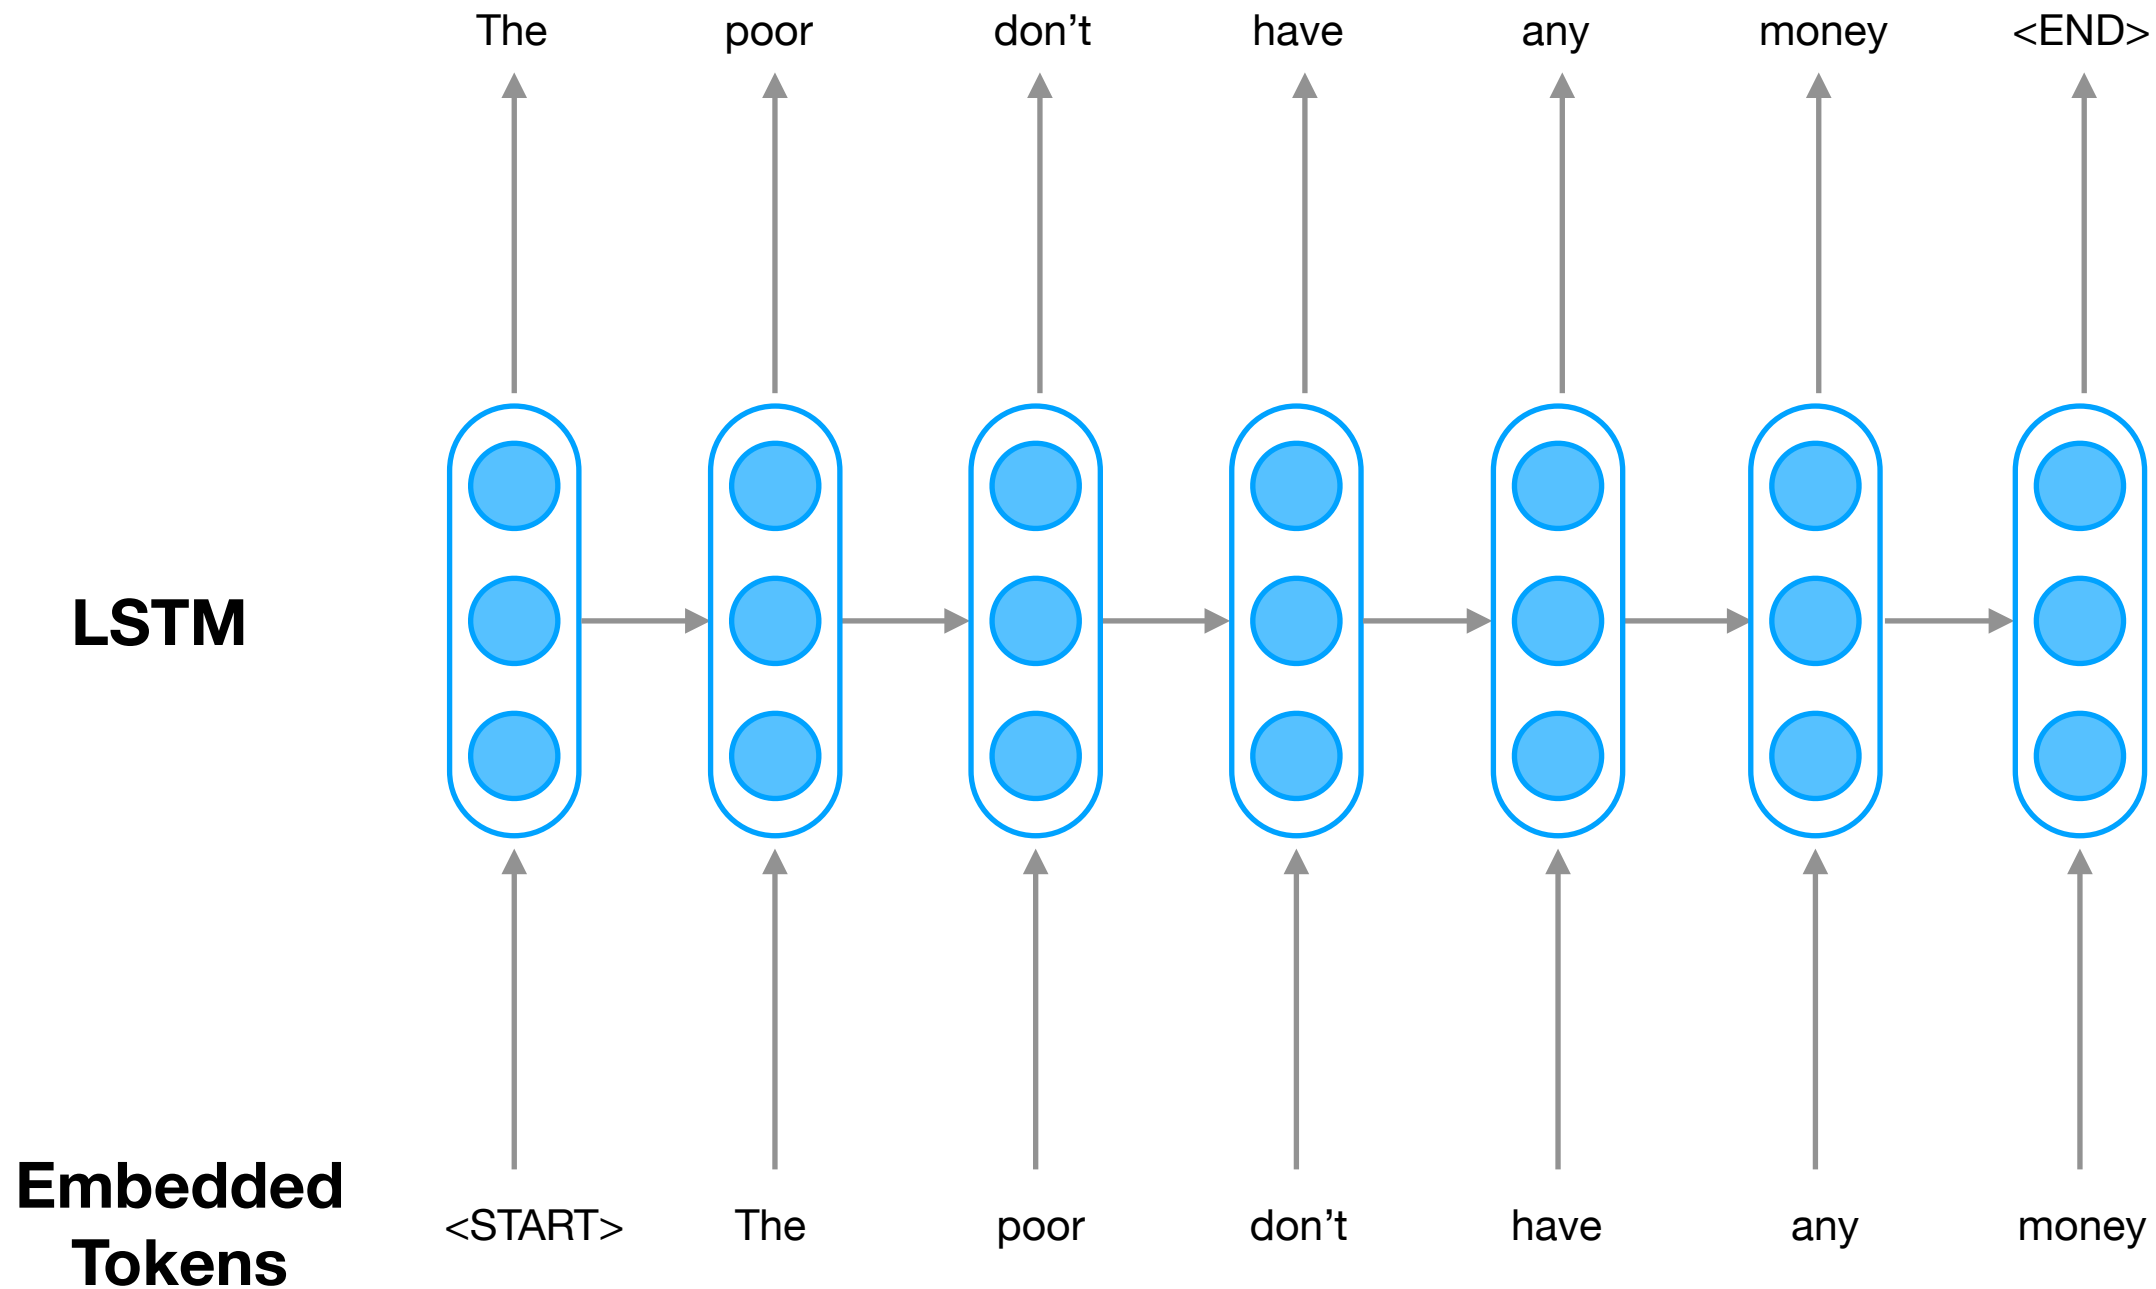 The poor don’t have any money <END>
LSTM
Embedded
Tokens
<START> The poor don’t have any money